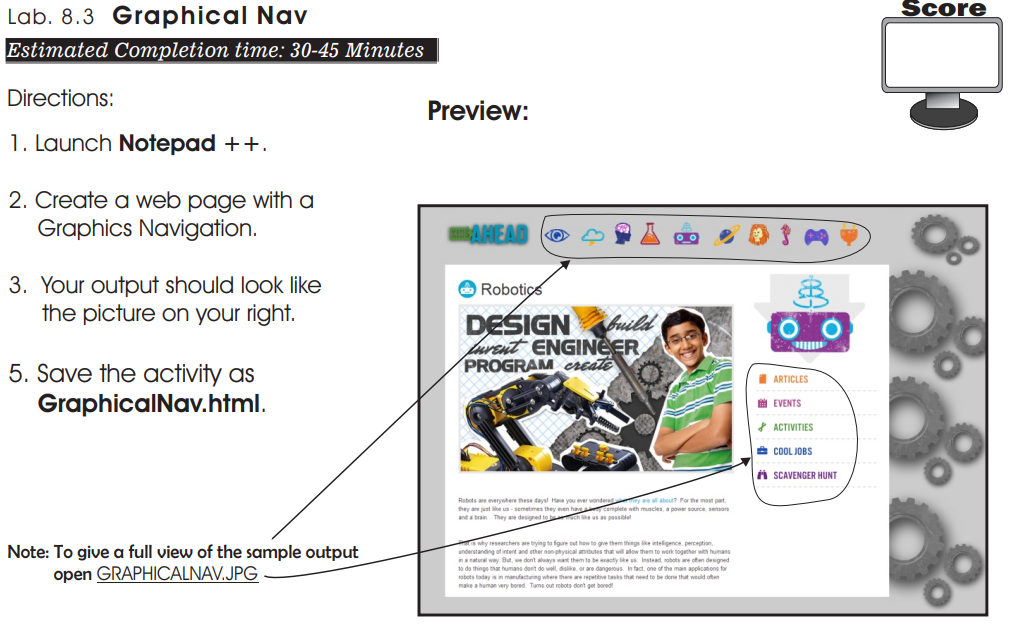 Lab. 8.3 Graphical Nav
Score
Estimated Completion time: 30-45 Minutes
Directions:
Preview:
1. Launch Notepad ++.
2. Create a web page with a
Graphics Navigation.
3. Your output should look like
the picture on your right.
5. Save the activity as
GraphicalNav.html.
Note: To give a full view of the sample output
open GRAPHICALNAV.JPG
AHEAD
Robotics
DESIGN build
invent ENGINEER
PROGRAM create
ARTICLES
EVENTS
ACTIVITIES
COOL JOBS
SCAVENGER HUNT
Robots are everywhere these days! Have you ever wondered what they are all about? For the most part,
they are just like us - sometimes they even have a body complete with muscles, a power source, sensors
and a brain. They are designed to be as much like us as possible!
That is why researchers are trying to figure out how to give them things like intelligence, perception,
understanding of intent and other non-physical attributes that will allow them to work together with humans
in a natural way. But, we don't always want them to be exactly like us. Instead, robots are often designed
to do things that humans don't do well, dislike, or are dangerous. In fact, one of the main applications for
robots today is in manufacturing where there are repetitive tasks that need to be done that would often
make a human very bored. Turns out robots don't get bored!